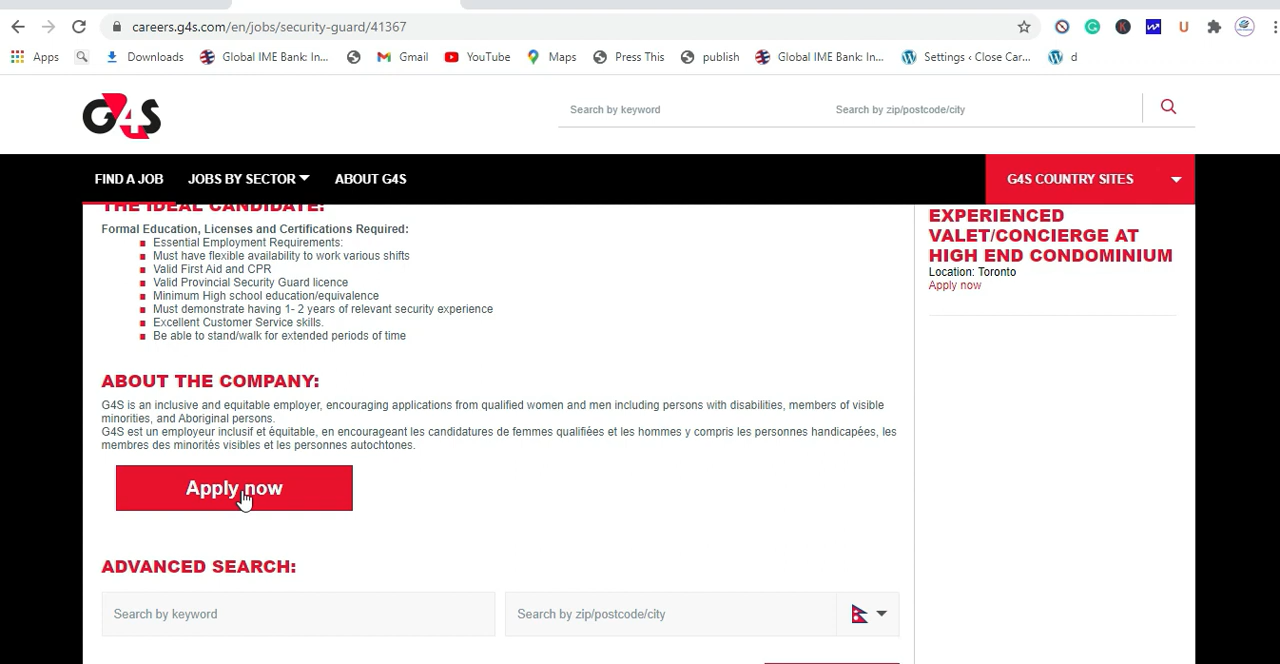 careers.g4s.com/en/jobs/security-guard/41367
Apps
Downloads
Global IME Bank: In...
Gmail
YouTube
Maps
Press This
publish
Global IME Bank: In...
Settings ‹ Close Car...
d
G4S
Search by keyword
Search by zip/postcode/city
FIND A JOB
JOBS BY SECTOR
ABOUT G4S
G4S COUNTRY SITES
THE IDEAL CANDIDATE:
Formal Education, Licenses and Certifications Required:
Essential Employment Requirements:
Must have flexible availability to work various shifts
Valid First Aid and CPR
Valid Provincial Security Guard licence
Minimum High school education/equivalence
Must demonstrate having 1- 2 years of relevant security experience
Excellent Customer Service skills.
Be able to stand/walk for extended periods of time
ABOUT THE COMPANY:
G4S is an inclusive and equitable employer, encouraging applications from qualified women and men including persons with disabilities, members of visible
minorities, and Aboriginal persons.
G4S est un employeur inclusif et équitable, en encourageant les candidatures de femmes qualifiées et les hommes y compris les personnes handicapées, les
membres des minorités visibles et les personnes autochtones.
Apply now
ADVANCED SEARCH:
Search by keyword
Search by zip/postcode/city
EXPERIENCED
VALET/CONCIERGE AT
HIGH END CONDOMINIUM
Location: Toronto
Apply now